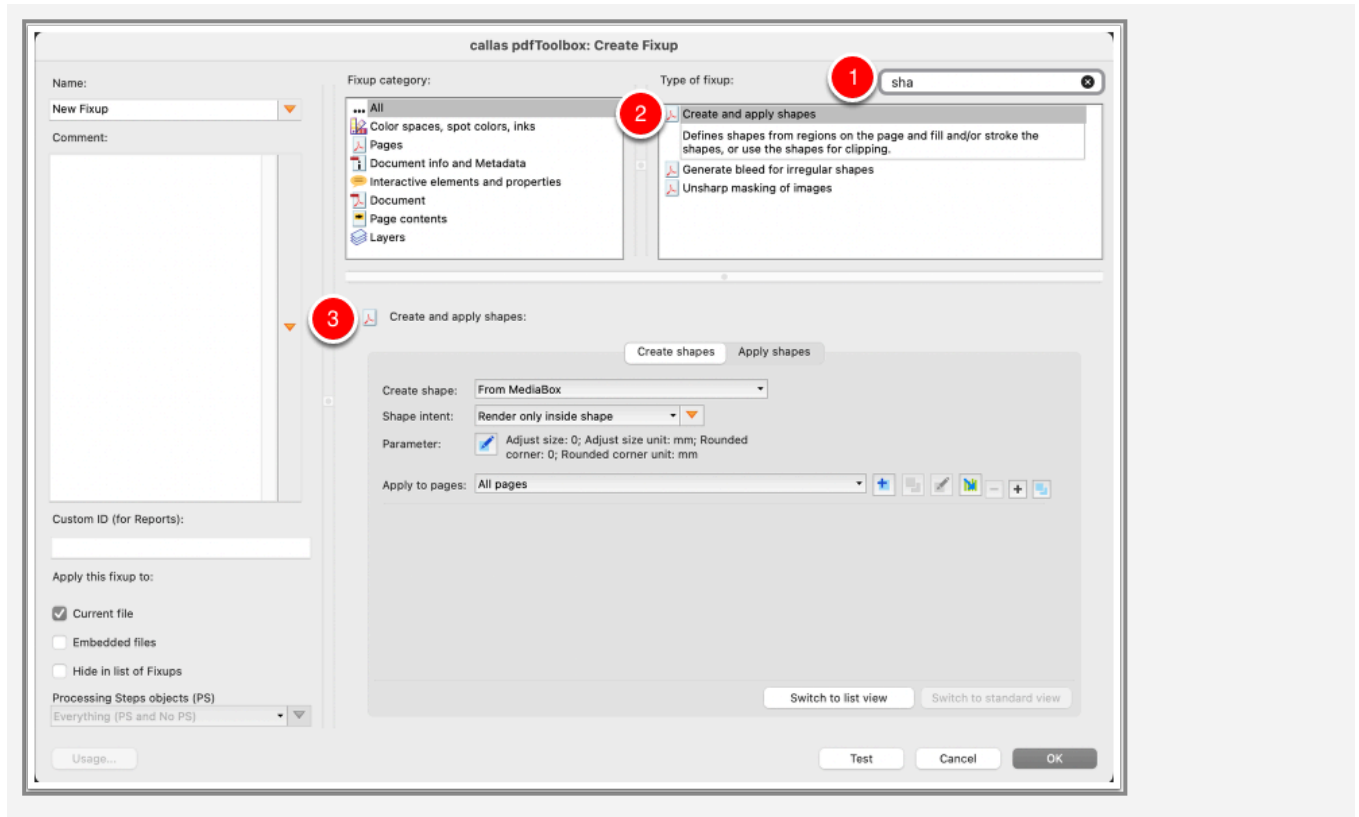 callas pdfToolbox: Create Fixup
Name:
New Fixup
Comment:
Custom ID (for Reports):
Apply this fixup to:
Current file
Embedded files
Hide in list of Fixups
Processing Steps objects (PS)
Everything (PS and No PS)
Usage...
Fixup category:
... All
Color spaces, spot colors, inks
Pages
Document info and Metadata
Interactive elements and properties
Document
Page contents
Layers
Type of fixup:
1
sha
2
Create and apply shapes
Defines shapes from regions on the page and fill and/or stroke the
shapes, or use the shapes for clipping.
Generate bleed for irregular shapes
Unsharp masking of images
3
Create and apply shapes:
Create shapes Apply shapes
Create shape: From MediaBox
Shape intent: Render only inside shape
Parameter: Adjust size: 0; Adjust size unit: mm; Rounded
corner: 0; Rounded corner unit: mm
Apply to pages: All pages
Switch to list view Switch to standard view
Test Cancel OK